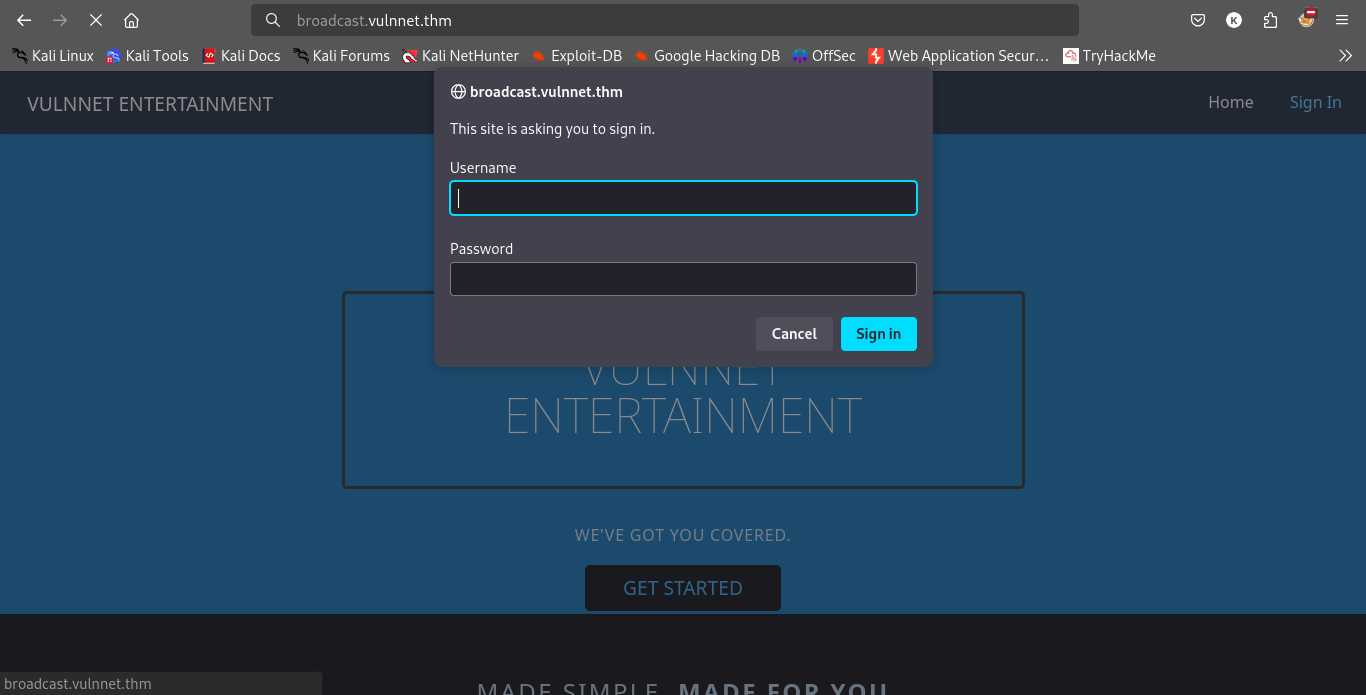 broadcast.vulnnet.thm
Kali Linux Kali Tools Kali Docs Kali Forums Kali NetHunter Exploit-DB Google Hacking DB OffSec Web Application Secur… TryHackMe
VULNNET ENTERTAINMENT Home Sign In
broadcast.vulnnet.thm
This site is asking you to sign in.
Username
Password
Cancel Sign in
VULNNET
ENTERTAINMENT
WE'VE GOT YOU COVERED.
GET STARTED
broadcast.vulnnet.thm
MADE SIMPLE. MADE FOR YOU